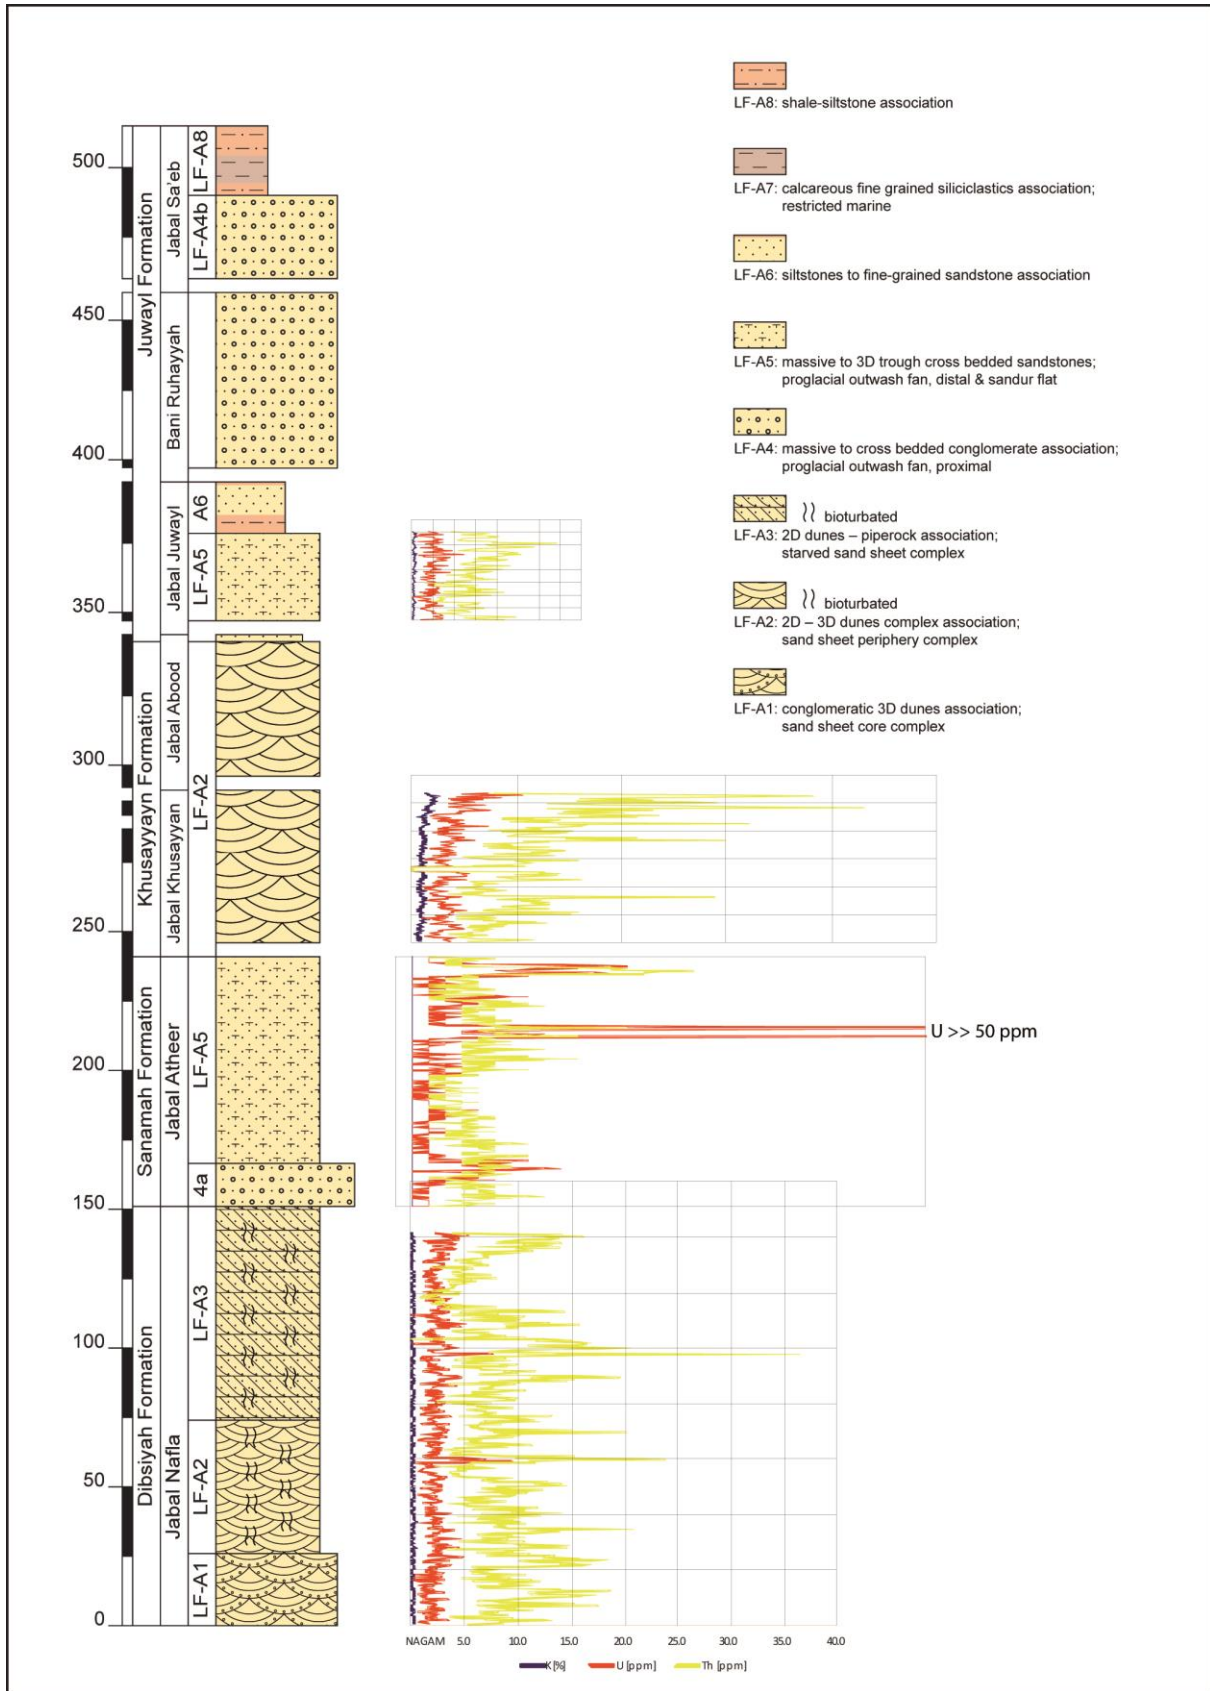 LF-A8: shale-siltstone association
LF-A7: calcareous fine grained siliciclastics association;
restricted marine
LF-A6: siltstones to fine-grained sandstone association
LF-A5: massive to 3D trough cross bedded sandstones;
proglacial outwash fan, distal & sandur flat
LF-A4: massive to cross bedded conglomerate association;
proglacial outwash fan, proximal
bioturbated
LF-A3: 2D dunes – piperock association;
starved sand sheet complex
bioturbated
LF-A2: 2D – 3D dunes complex association;
sand sheet periphery complex
LF-A1: conglomeratic 3D dunes association;
sand sheet core complex
500
450
400
350
300
250
200
150
100
50
0
Juwayl Formation
Khusayyayn Formation
Sanamah Formation
Dibsiyah Formation
Jabal Sa'eb
Bani Ruhayyah
Jabal Juwayl
Jabal Abood
Jabal Khusayyan
Jabal Atheer
Jabal Nafla
LF-A8
LF-A4b
A6
LF-A5
LF-A2
LF-A5
4a
LF-A3
LF-A2
LF-A1
U >> 50 ppm
NAGAM 5.0 10.0 15.0 20.0 25.0 30.0 35.0 40.0
K [%] U [ppm] Th [ppm]